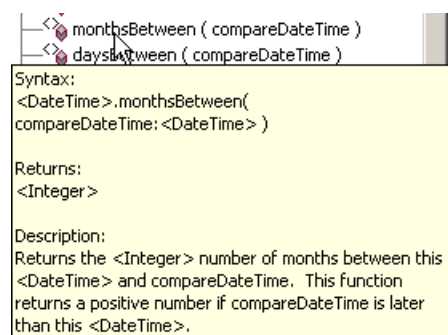 monthsBetween ( compareDateTime )
daysBetween ( compareDateTime )
Syntax:
<DateTime>.monthsBetween(
compareDateTime:<DateTime> )
Returns:
<Integer>
Description:
Returns the <Integer> number of months between this
<DateTime> and compareDateTime.  This function
returns a positive number if compareDateTime is later
than this <DateTime>.